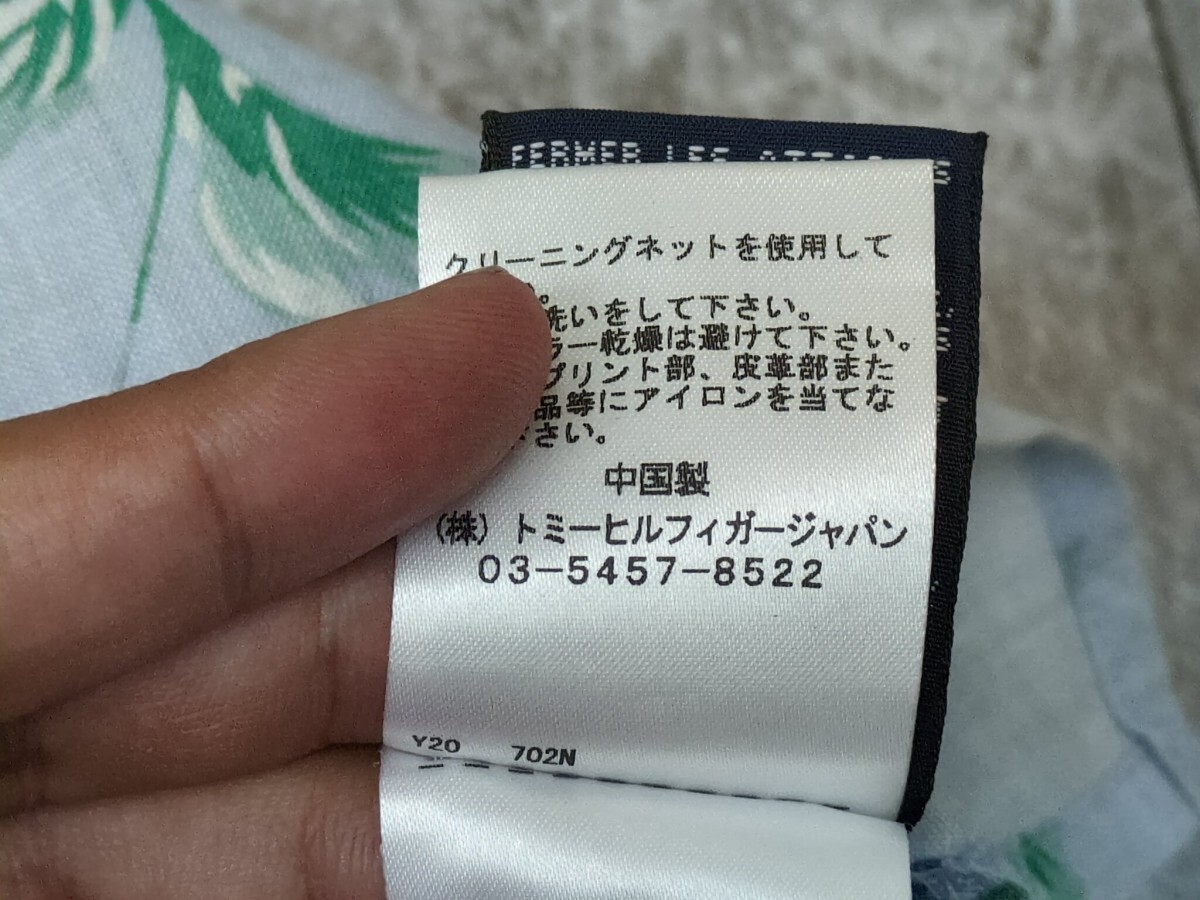 FERMER LES
クリーニングネットを使用して
洗いをして下さい。
ラー乾燥は避けて下さい。
プリント部、皮革部また
品等にアイロンを当てな
さい。
中国製
(株) トミーヒルフィガージャパン
03-5457-8522
Y20 702N